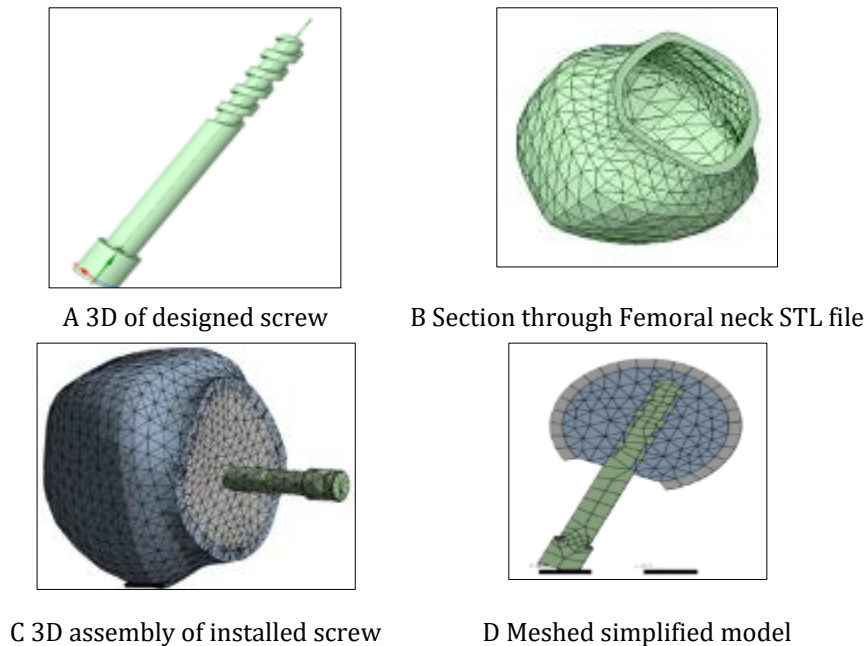 A 3D of designed screw
B Section through Femoral neck STL file
C 3D assembly of installed screw
D Meshed simplified model